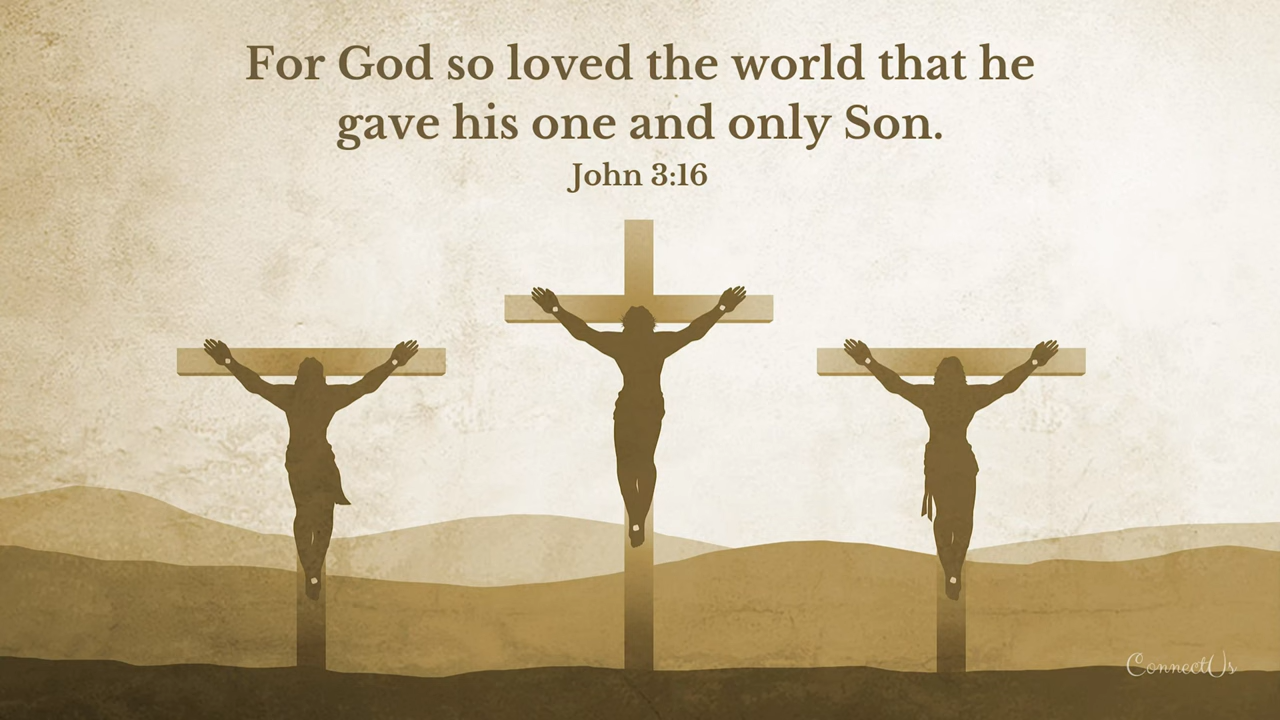 For God so loved the world that he
gave his one and only Son.
John 3:16
ConnectUs